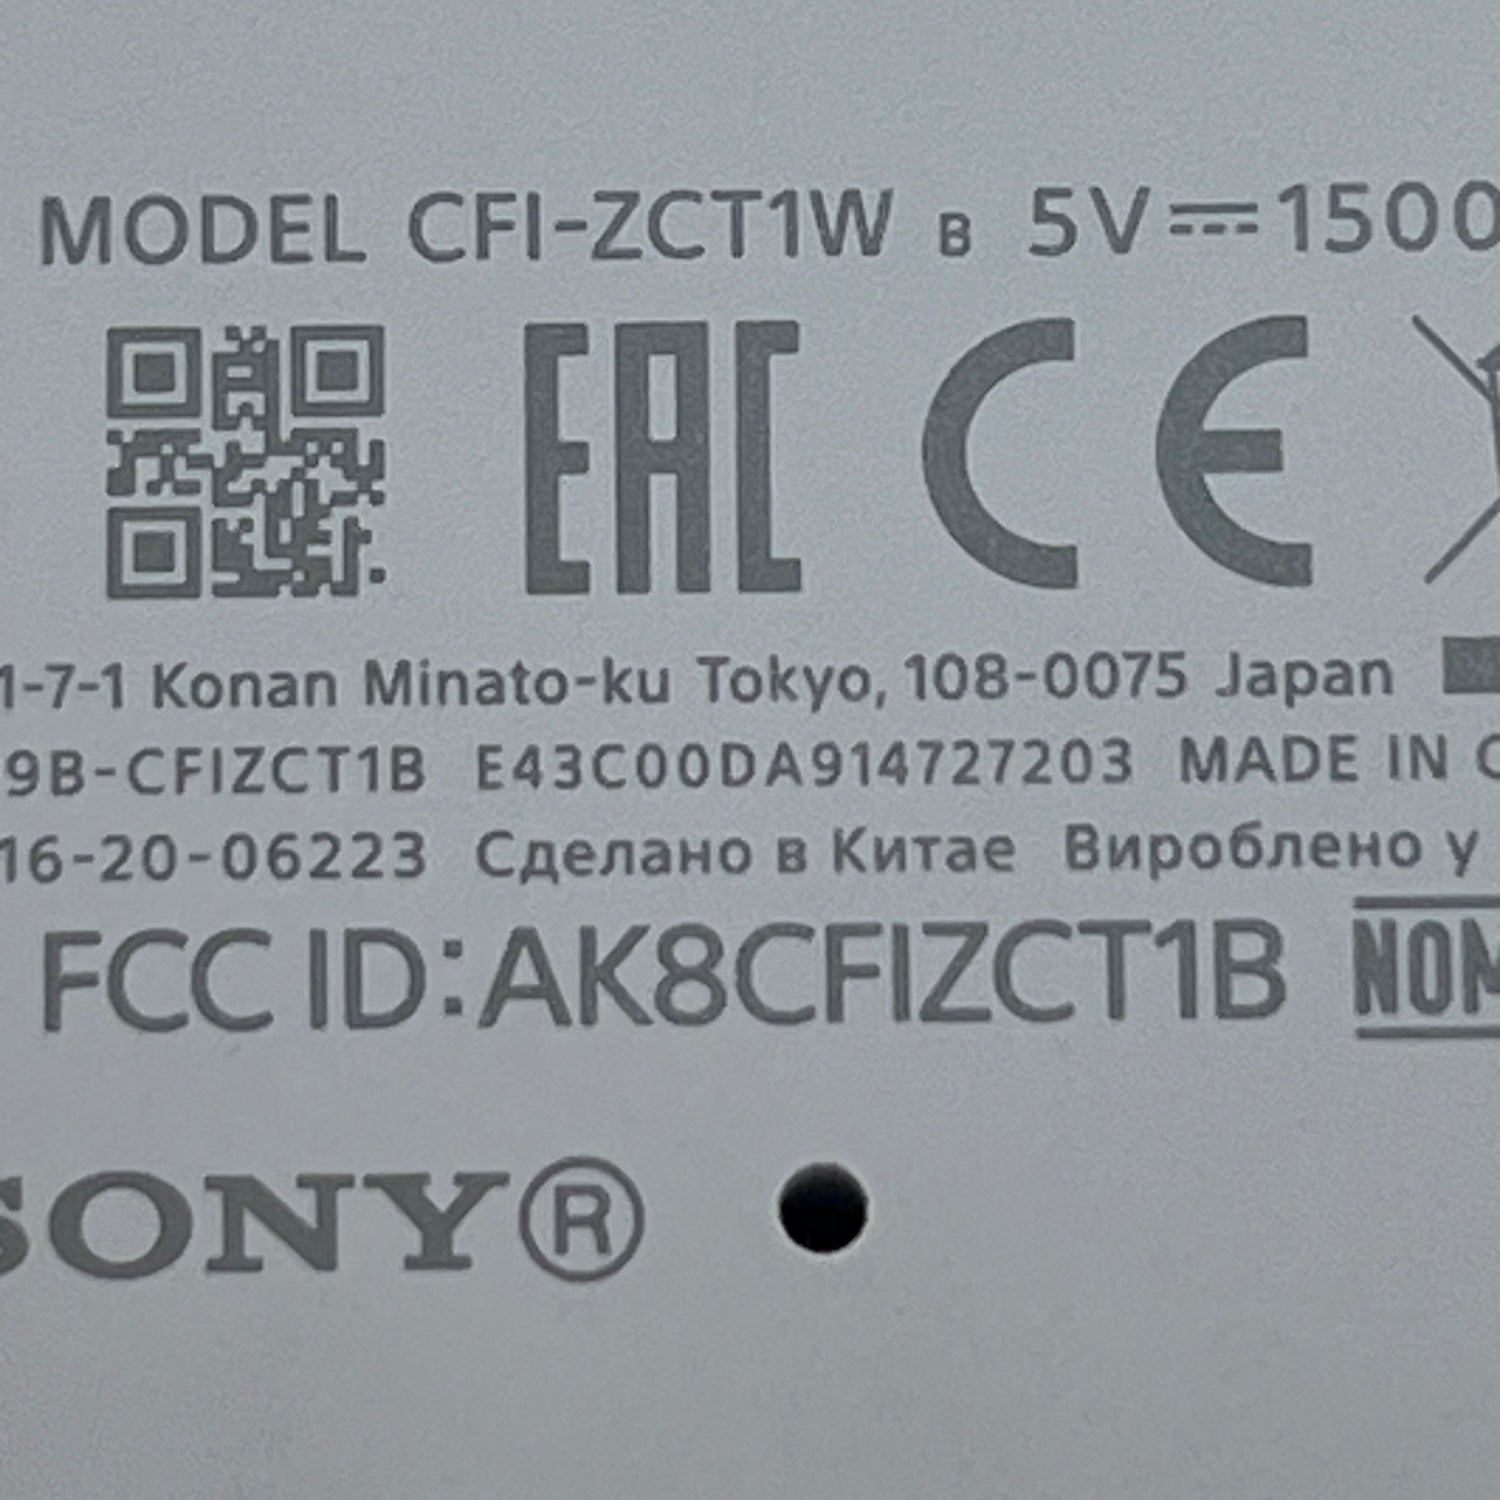 MODEL CFI-ZCT1W B 5V⎓1500
EAC CE
1-7-1 Konan Minato-ku Tokyo, 108-0075 Japan
9B-CFIZCT1B E43C00DA914727203 MADE IN C
16-20-06223 Сделано в Китае Вироблено у
FCC ID:AK8CFIZCT1B NOM
SONY®